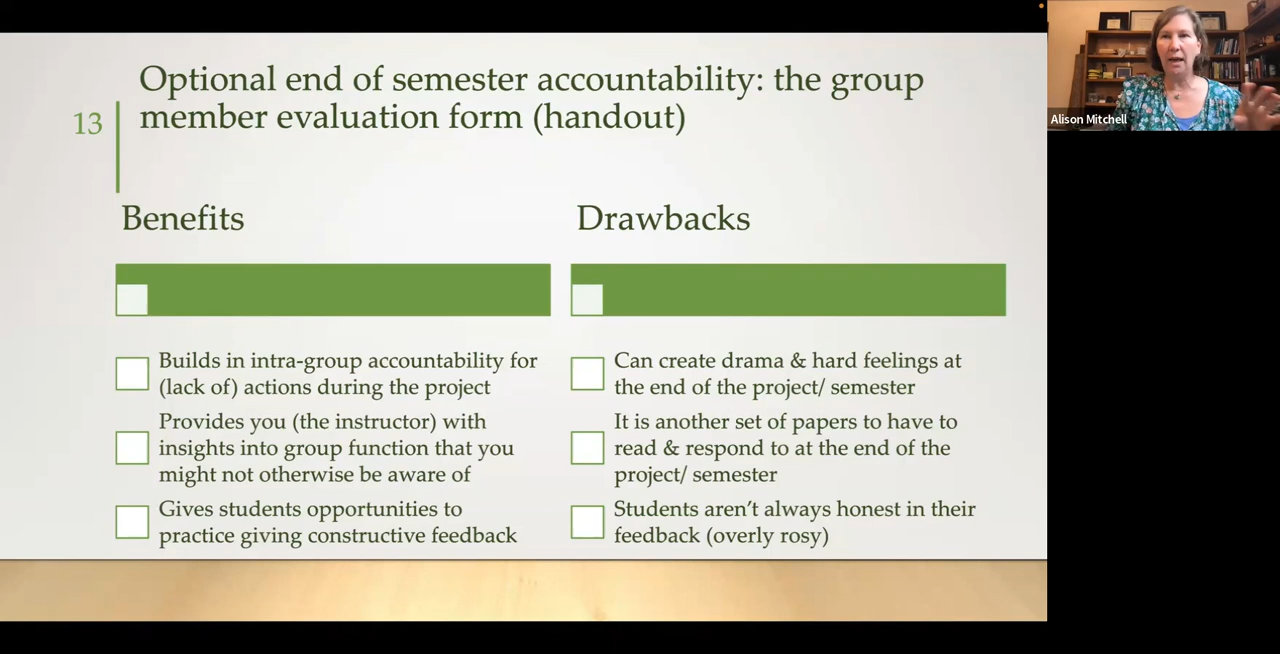 Optional end of semester accountability: the group
member evaluation form (handout)
13
Benefits
Builds in intra-group accountability for
(lack of) actions during the project
Provides you (the instructor) with
insights into group function that you
might not otherwise be aware of
Gives students opportunities to
practice giving constructive feedback
Drawbacks
Can create drama & hard feelings at
the end of the project/ semester
It is another set of papers to have to
read & respond to at the end of the
project/ semester
Students aren’t always honest in their
feedback (overly rosy)
Alison Mitchell